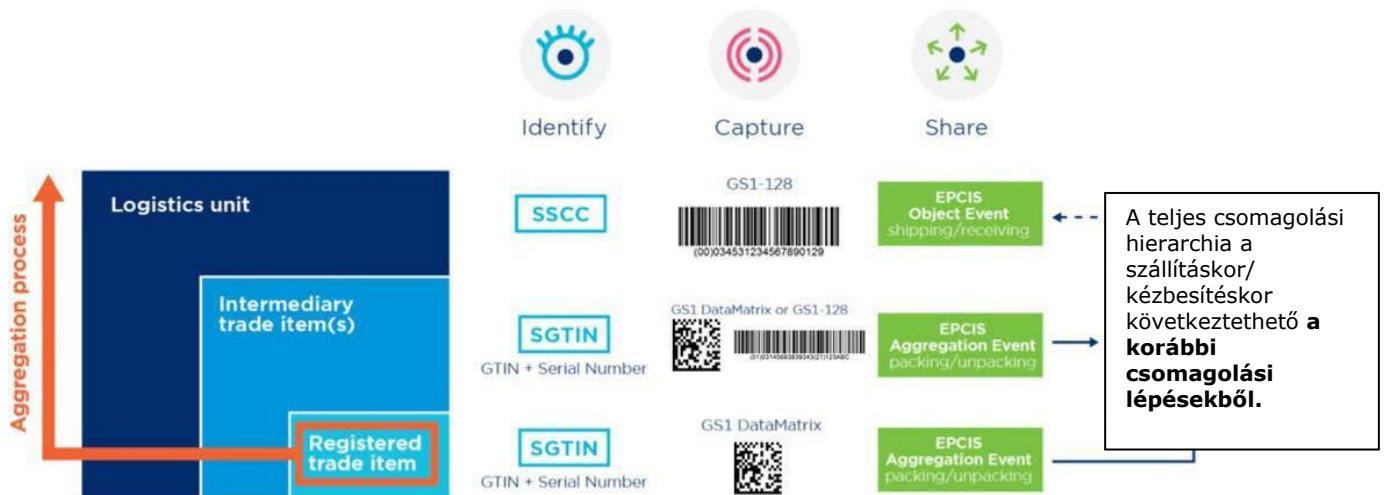 Identify
Capture
Share
Aggregation process
Logistics unit
SSCC
GS1-128
(00)034531234567890129
EPCIS
Object Event
shipping/receiving
Intermediary
trade item(s)
SGTIN
GTIN + Serial Number
GS1 DataMatrix or GS1-128
EPCIS
Aggregation Event
packing/unpacking
Registered
trade item
SGTIN
GTIN + Serial Number
GS1 DataMatrix
EPCIS
Aggregation Event
packing/unpacking
A teljes csomagolási
hierarchia a
szállításkor/
kézbesítéskor
következtethető a
korábbi
csomagolási
lépésekből.